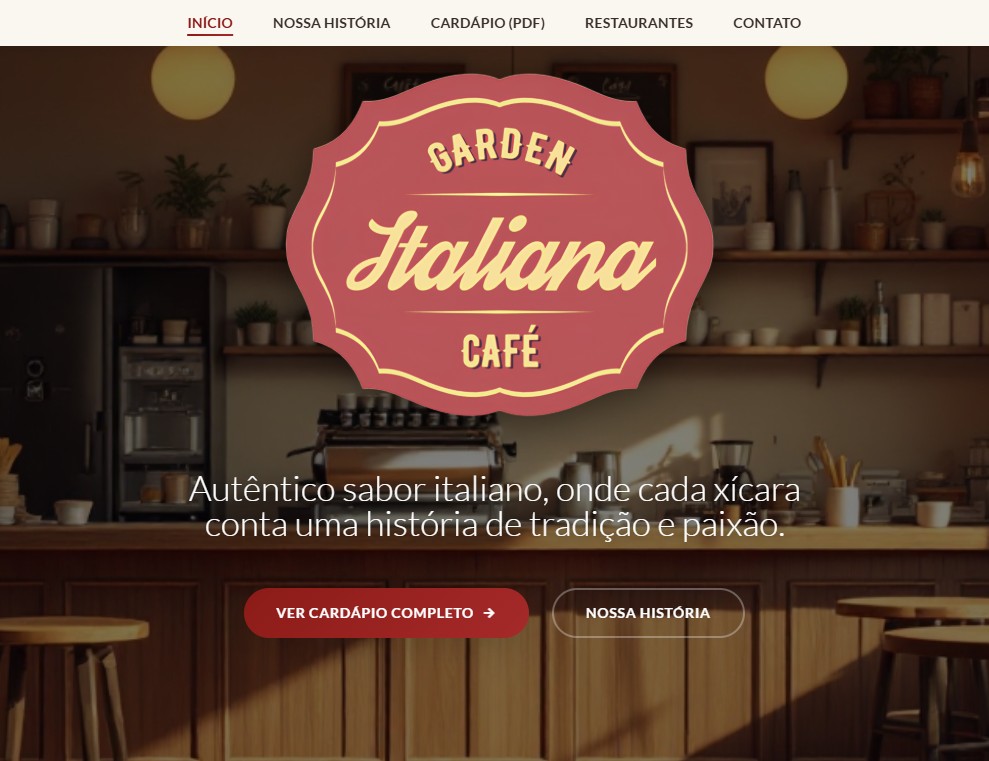 INÍCIO NOSSA HISTÓRIA CARDÁPIO (PDF) RESTAURANTES CONTATO
GARDEN
Italiana
CAFÉ
Autêntico sabor italiano, onde cada xícara
conta uma história de tradição e paixão.
VER CARDÁPIO COMPLETO → NOSSA HISTÓRIA